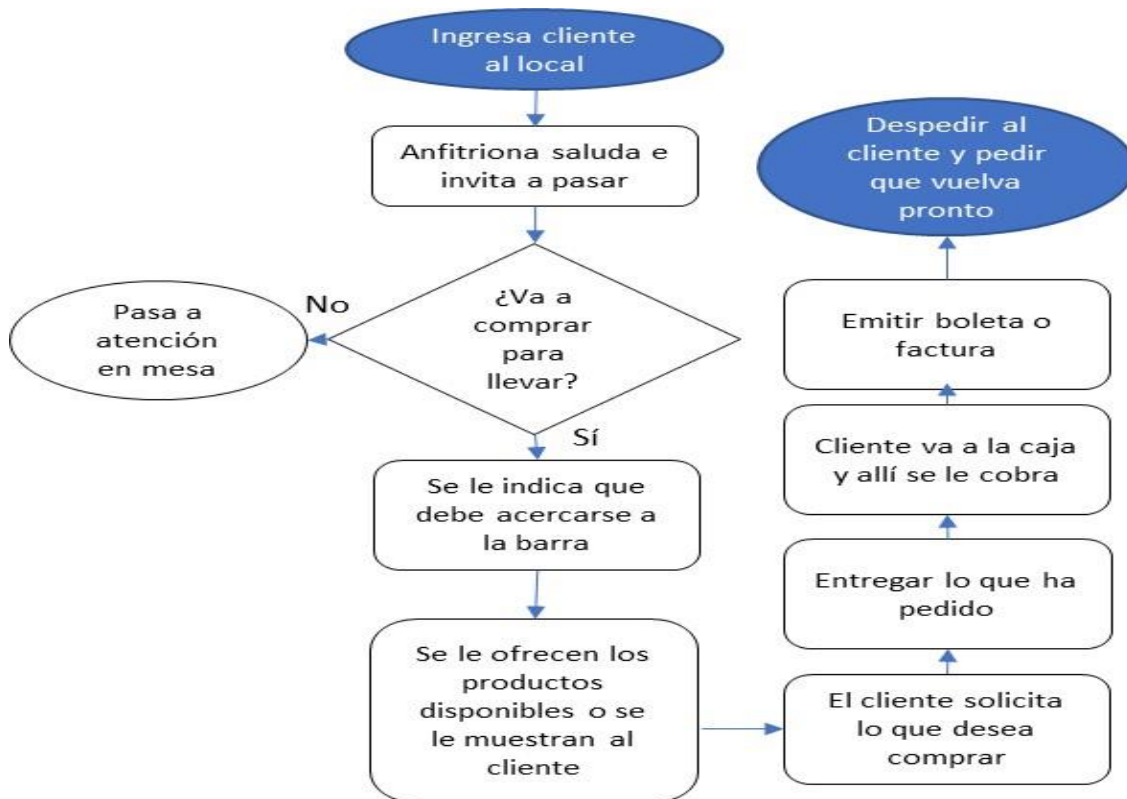 Ingresa cliente
al local
Anfitriona saluda e
invita a pasar
¿Va a
comprar
para
llevar?
No
Pasa a
atención
en mesa
Sí
Se le indica que
debe acercarse a
la barra
Se le ofrecen los
productos
disponibles o se
le muestran al
cliente
El cliente solicita
lo que desea
comprar
Entregar lo que ha
pedido
Cliente va a la caja
y allí se le cobra
Emitir boleta o
factura
Despedir al
cliente y pedir
que vuelva
pronto